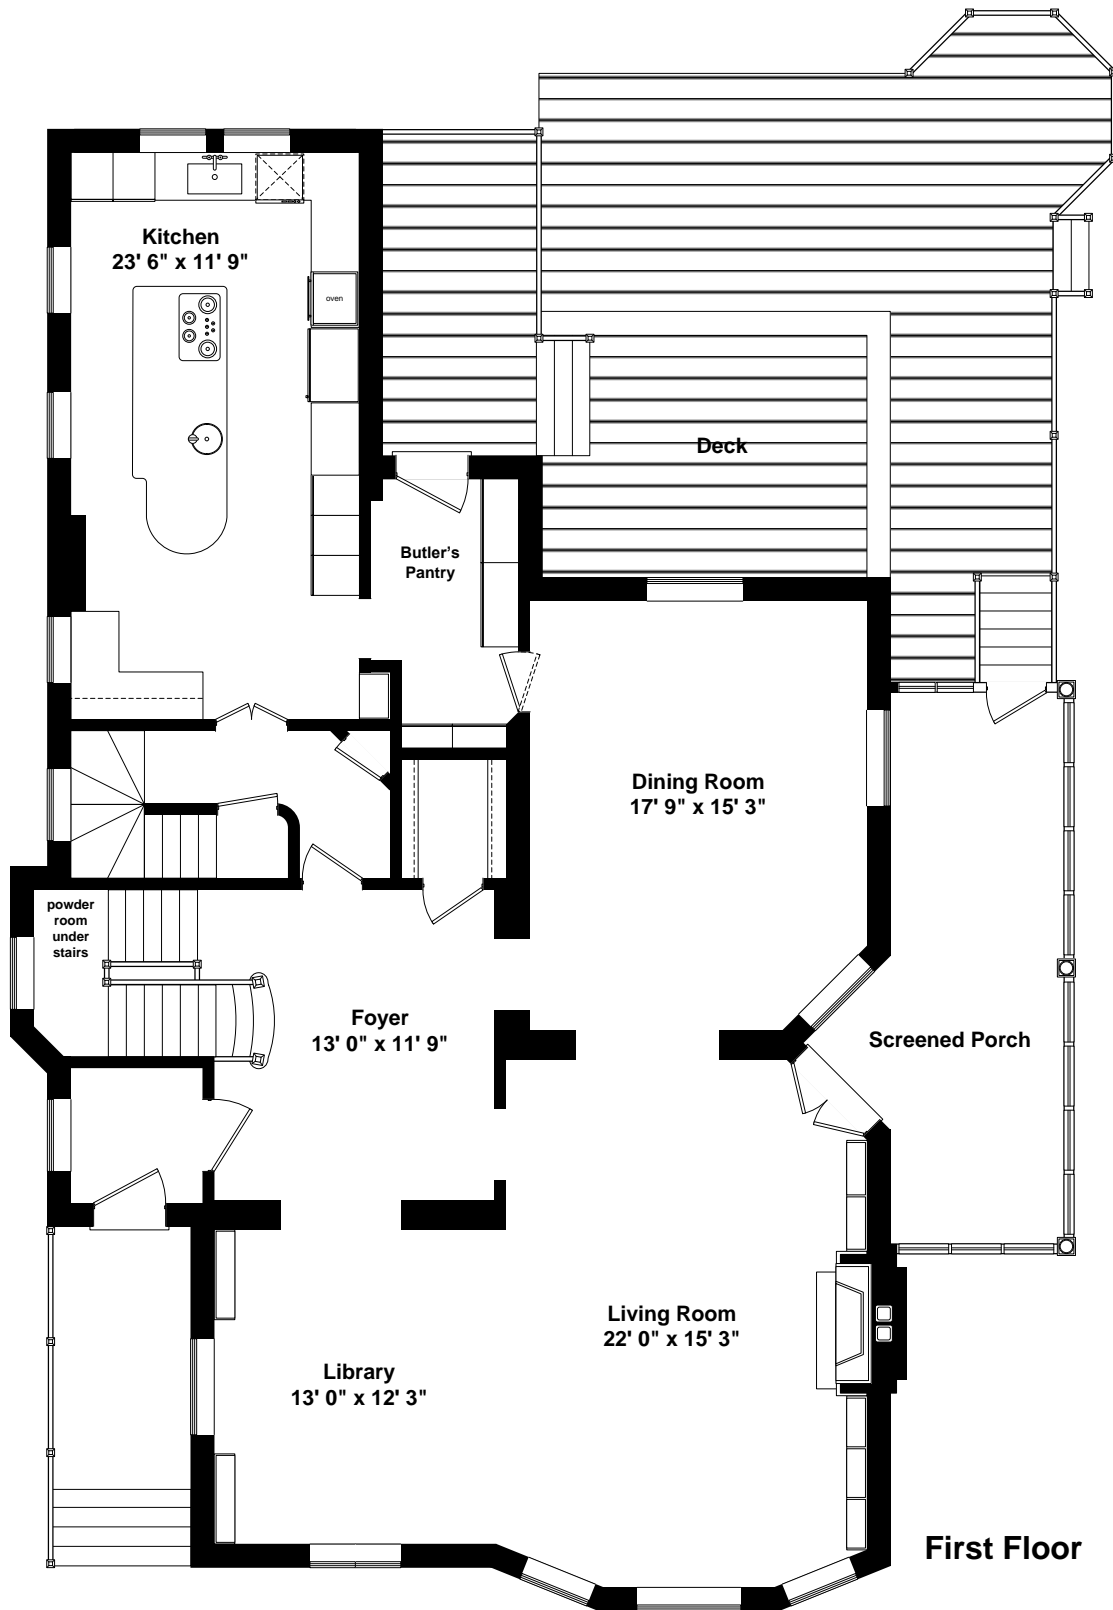 Kitchen
23' 6" x 11' 9"
oven
Deck
Butler's
Pantry
Dining Room
17' 9" x 15' 3"
powder
room
under
stairs
Foyer
13' 0" x 11' 9"
Screened Porch
Living Room
22' 0" x 15' 3"
Library
13' 0" x 12' 3"
First Floor